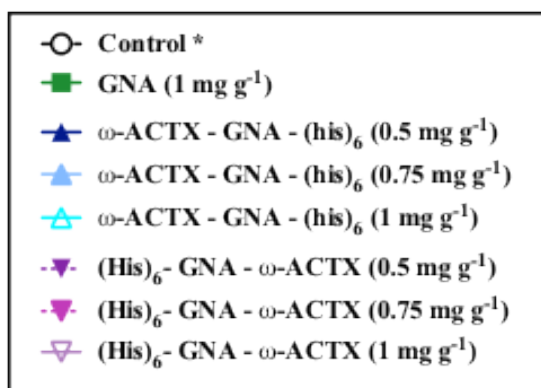 Control *
GNA (1 mg g⁻¹)
ω-ACTX - GNA - (his)₆ (0.5 mg g⁻¹)
ω-ACTX - GNA - (his)₆ (0.75 mg g⁻¹)
ω-ACTX - GNA - (his)₆ (1 mg g⁻¹)
(His)₆- GNA - ω-ACTX (0.5 mg g⁻¹)
(His)₆- GNA - ω-ACTX (0.75 mg g⁻¹)
(His)₆- GNA - ω-ACTX (1 mg g⁻¹)